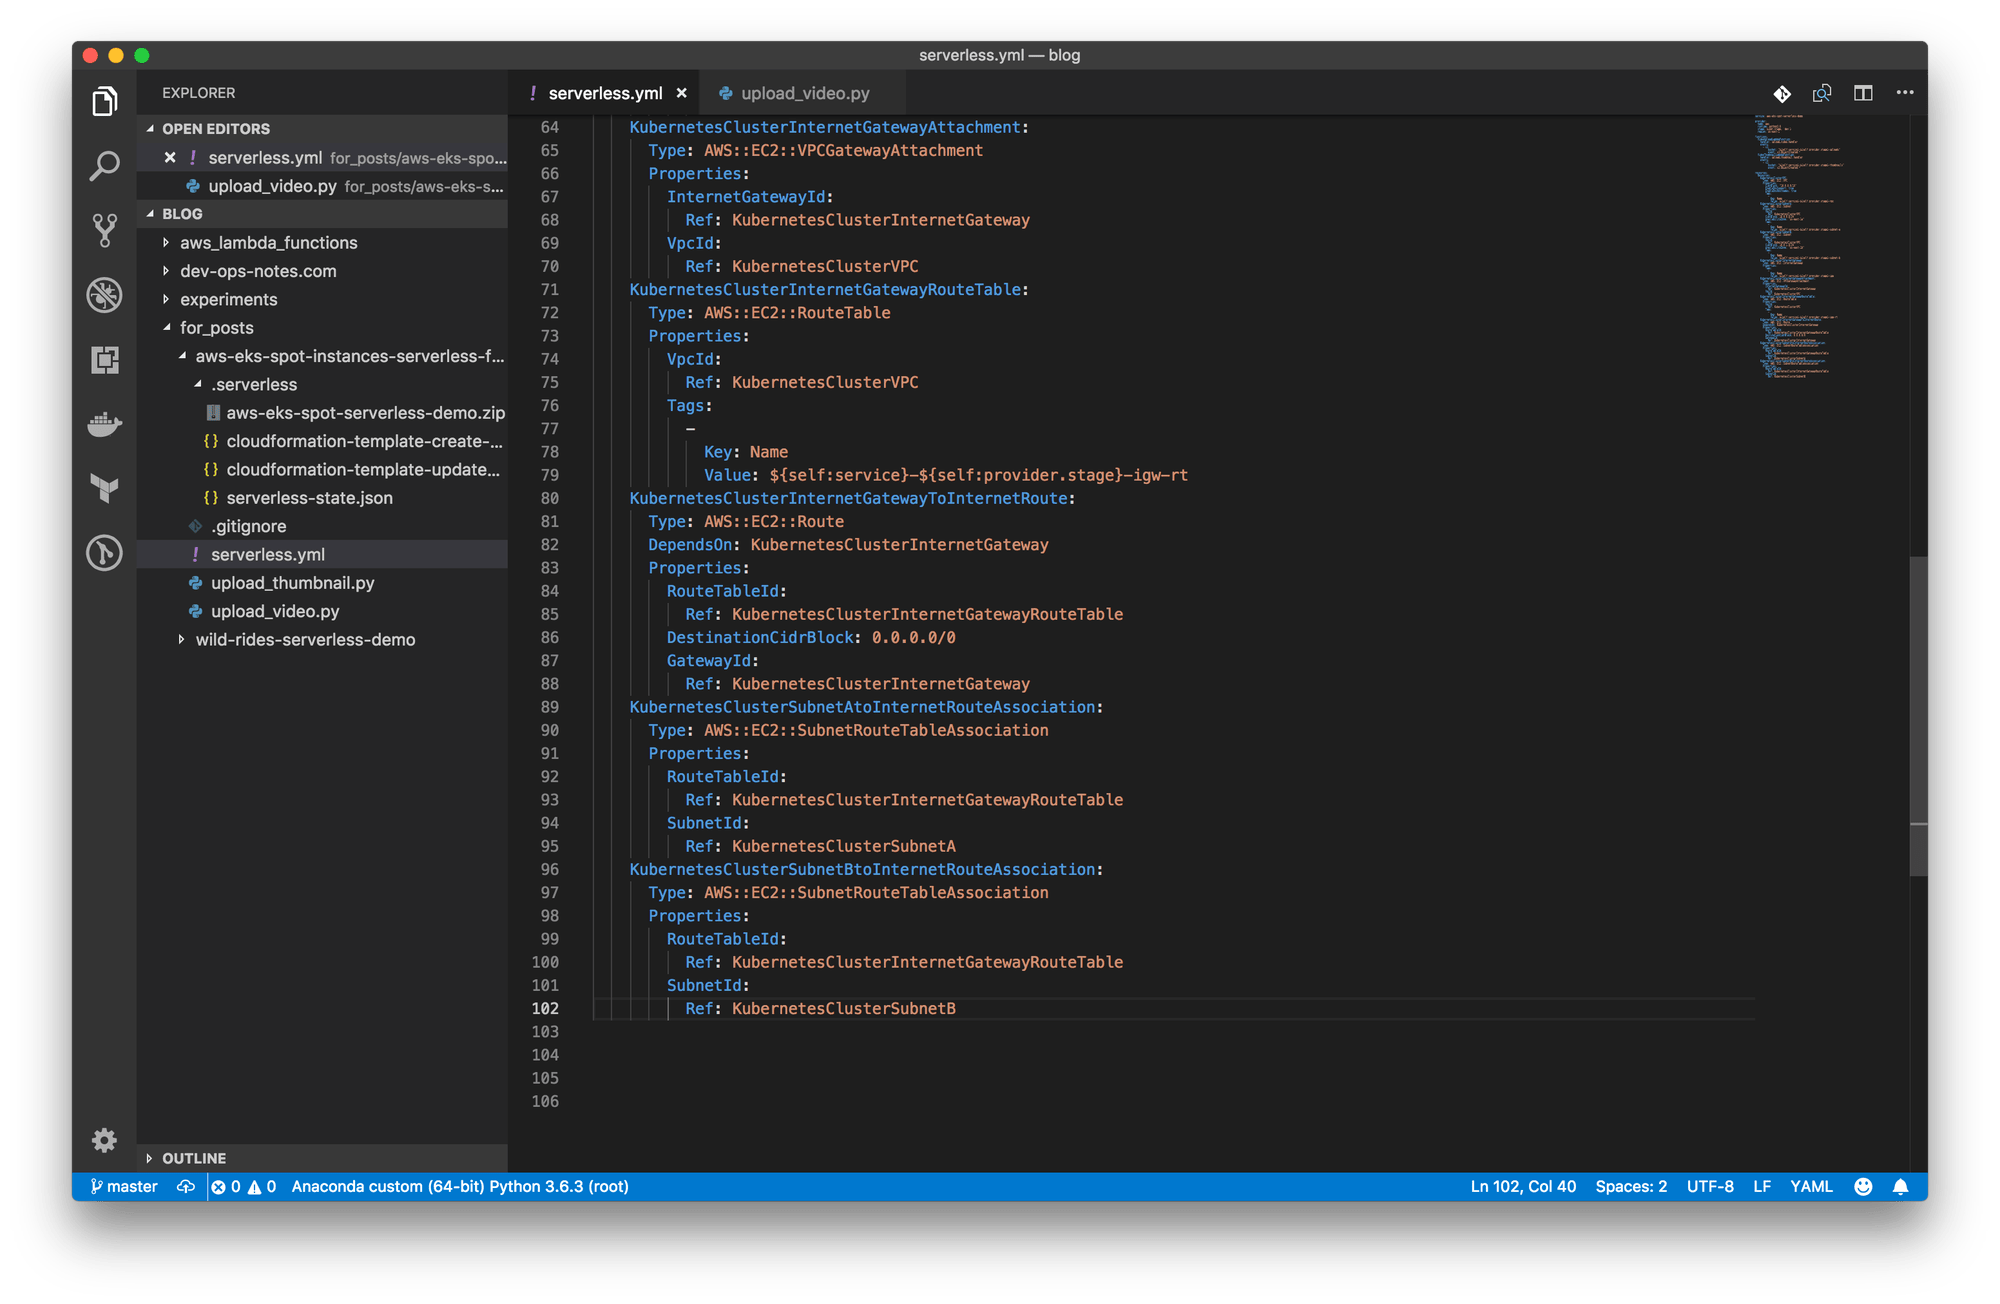 serverless.yml — blog
EXPLORER
OPEN EDITORS
serverless.yml for_posts/aws-eks-spo...
upload_video.py for_posts/aws-eks-s...
BLOG
aws_lambda_functions
dev-ops-notes.com
experiments
for_posts
aws-eks-spot-instances-serverless-f...
.serverless
aws-eks-spot-serverless-demo.zip
{} cloudformation-template-create-...
{} cloudformation-template-update...
{} serverless-state.json
.gitignore
! serverless.yml
upload_thumbnail.py
upload_video.py
wild-rides-serverless-demo
OUTLINE
! serverless.yml
upload_video.py
64 KubernetesClusterInternetGatewayAttachment:
65 Type: AWS::EC2::VPCGatewayAttachment
66 Properties:
67 InternetGatewayId:
68 Ref: KubernetesClusterInternetGateway
69 VpcId:
70 Ref: KubernetesClusterVPC
71 KubernetesClusterInternetGatewayRouteTable:
72 Type: AWS::EC2::RouteTable
73 Properties:
74 VpcId:
75 Ref: KubernetesClusterVPC
76 Tags:
77 -
78 Key: Name
79 Value: ${self:service}-${self:provider.stage}-igw-rt
80 KubernetesClusterInternetGatewayToInternetRoute:
81 Type: AWS::EC2::Route
82 DependsOn: KubernetesClusterInternetGateway
83 Properties:
84 RouteTableId:
85 Ref: KubernetesClusterInternetGatewayRouteTable
86 DestinationCidrBlock: 0.0.0.0/0
87 GatewayId:
88 Ref: KubernetesClusterInternetGateway
89 KubernetesClusterSubnetAtoInternetRouteAssociation:
90 Type: AWS::EC2::SubnetRouteTableAssociation
91 Properties:
92 RouteTableId:
93 Ref: KubernetesClusterInternetGatewayRouteTable
94 SubnetId:
95 Ref: KubernetesClusterSubnetA
96 KubernetesClusterSubnetBtoInternetRouteAssociation:
97 Type: AWS::EC2::SubnetRouteTableAssociation
98 Properties:
99 RouteTableId:
100 Ref: KubernetesClusterInternetGatewayRouteTable
101 SubnetId:
102 Ref: KubernetesClusterSubnetB
103
104
105
106
master 0 0 Anaconda custom (64-bit) Python 3.6.3 (root) Ln 102, Col 40 Spaces: 2 UTF-8 LF YAML